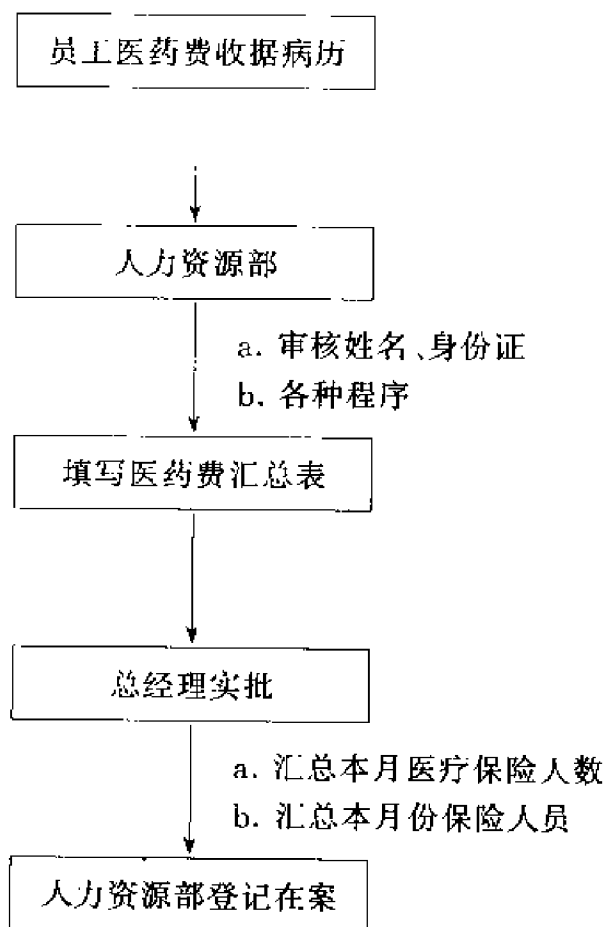 员工医药费收据病历
人力资源部
a. 审核姓名、身份证
b. 各种程序
填写医药费汇总表
总经理实批
a. 汇总本月医疗保险人数
b. 汇总本月份保险人员
人力资源部登记在案